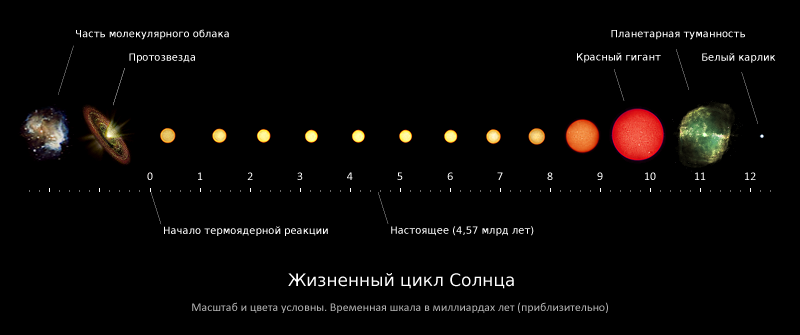 Часть молекулярного облака
Планетарная туманность
Протозвезда
Красный гигант
Белый карлик
0 1 2 3 4 5 6 7 8 9 10 11 12
Начало термоядерной реакции
Настоящее (4,57 млрд лет)
Жизненный цикл Солнца
Масштаб и цвета условны. Временная шкала в миллиардах лет (приблизительно)